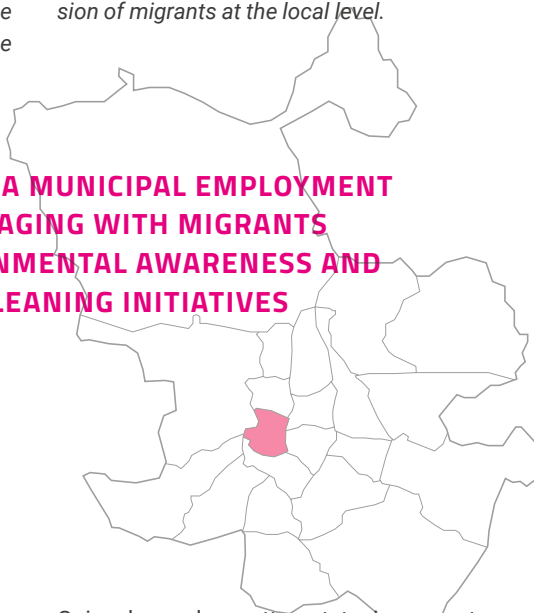 e
sion of migrants at the local level.
e
A MUNICIPAL EMPLOYMENT
AGING WITH MIGRANTS
NMENTAL AWARENESS AND
LEANING INITIATIVES